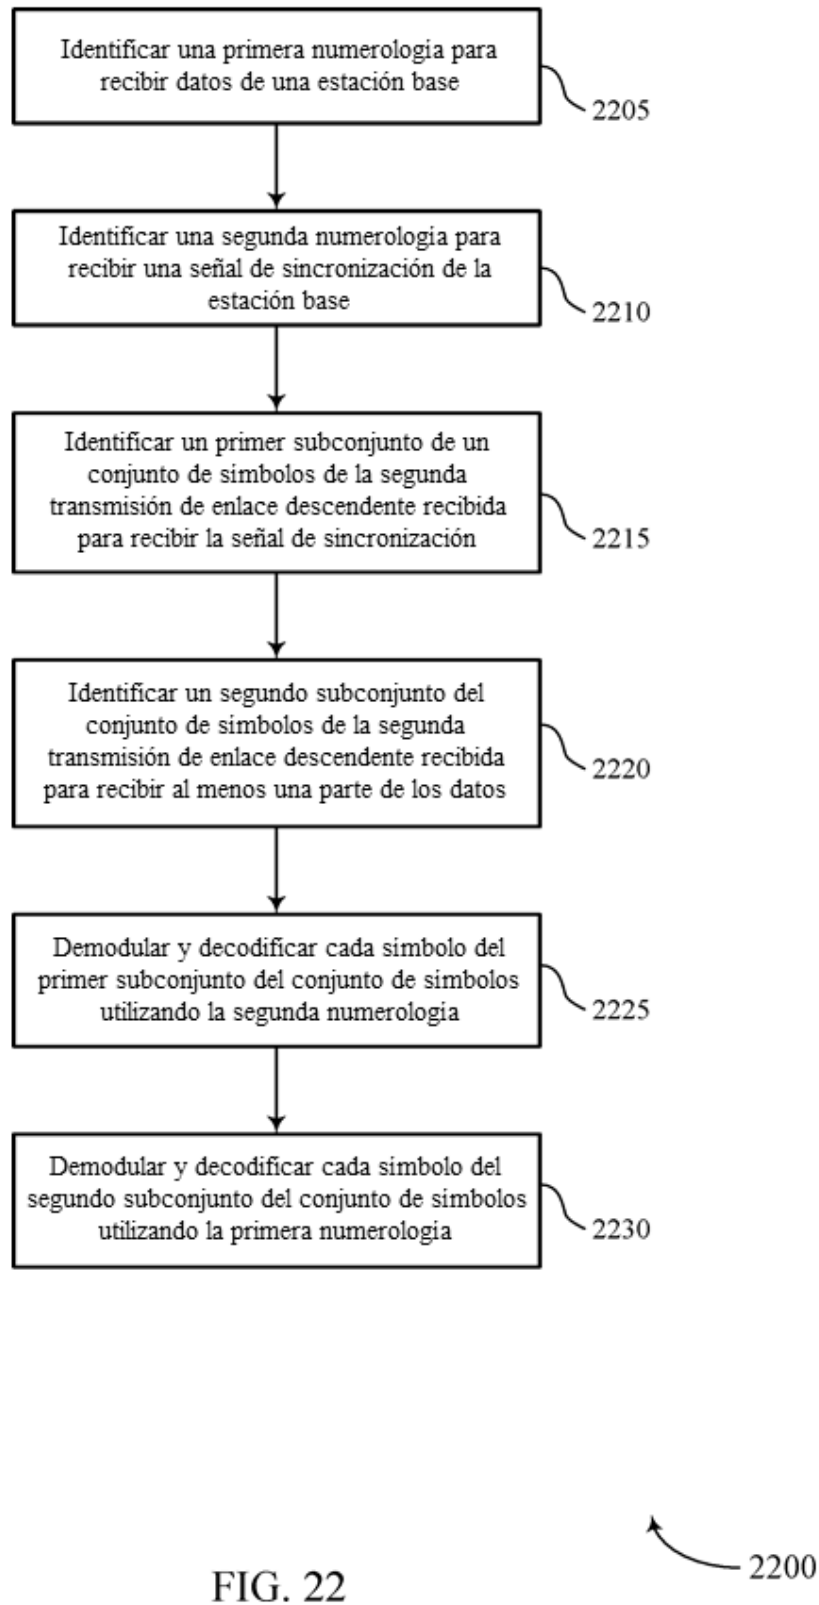 Identificar una primera numerologia para
recibir datos de una estación base
2205
Identificar una segunda numerologia para
recibir una señal de sincronización de la
estación base
2210
Identificar un primer subconjunto de un
conjunto de simbolos de la segunda
transmisión de enlace descendente recibida
para recibir la señal de sincronización
2215
Identificar un segundo subconjunto del
conjunto de simbolos de la segunda
transmisión de enlace descendente recibida
para recibir al menos una parte de los datos
2220
Demodular y decodificar cada simbolo del
primer subconjunto del conjunto de simbolos
utilizando la segunda numerologia
2225
Demodular y decodificar cada simbolo del
segundo subconjunto del conjunto de simbolos
utilizando la primera numerologia
2230
2200
FIG. 22